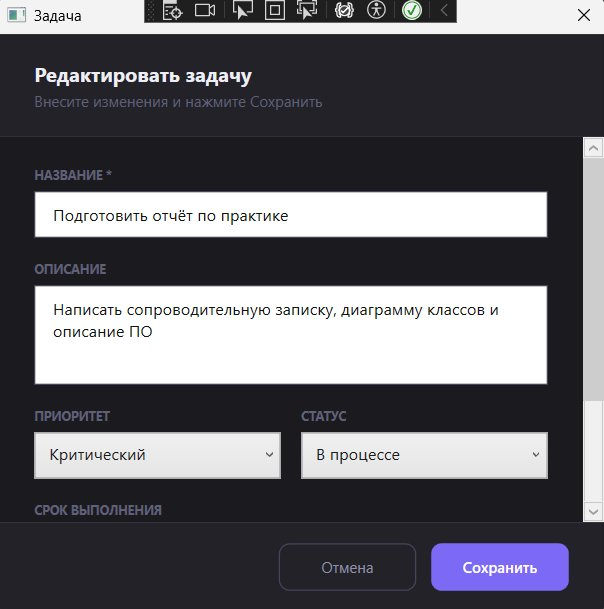 Задача
Редактировать задачу
Внесите изменения и нажмите Сохранить
НАЗВАНИЕ *
Подготовить отчёт по практике
ОПИСАНИЕ
Написать сопроводительную записку, диаграмму классов и
описание ПО
ПРИОРИТЕТ СТАТУС
Критический В процессе
СРОК ВЫПОЛНЕНИЯ
Отмена Сохранить